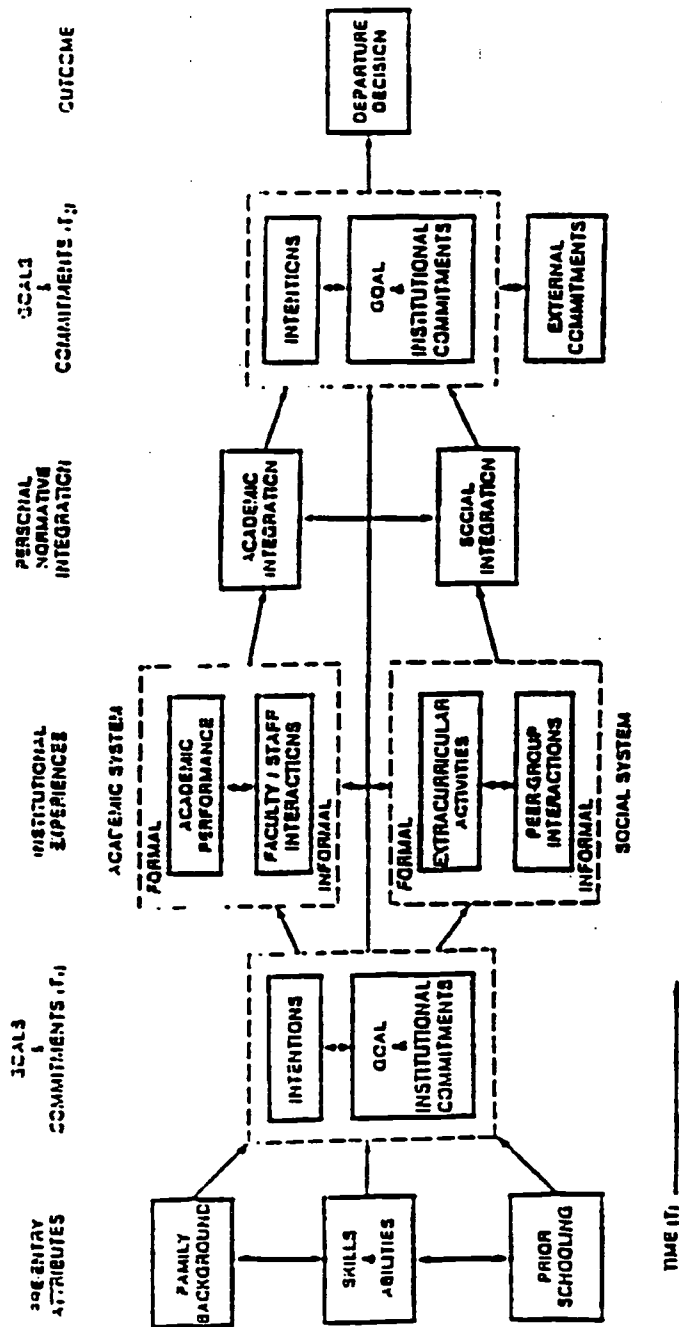 PRE-ENTRY
ATTRIBUTES
GOALS
&
COMMITMENTS (T₁)
INSTITUTIONAL
EXPERIENCES
PERSONAL
NORMATIVE
INTEGRATION
GOALS
&
COMMITMENTS (T₂)
OUTCOME
FAMILY
BACKGROUND
SKILLS
&
ABILITIES
PRIOR
SCHOOLING
INTENTIONS
GOAL
&
INSTITUTIONAL
COMMITMENTS
ACADEMIC SYSTEM
FORMAL
ACADEMIC
PERFORMANCE
FACULTY / STAFF
INTERACTIONS
INFORMAL
FORMAL
EXTRACURRICULAR
ACTIVITIES
PEER-GROUP
INTERACTIONS
INFORMAL
SOCIAL SYSTEM
ACADEMIC
INTEGRATION
SOCIAL
INTEGRATION
INTENTIONS
GOAL
&
INSTITUTIONAL
COMMITMENTS
EXTERNAL
COMMITMENTS
DEPARTURE
DECISION
TIME (T)